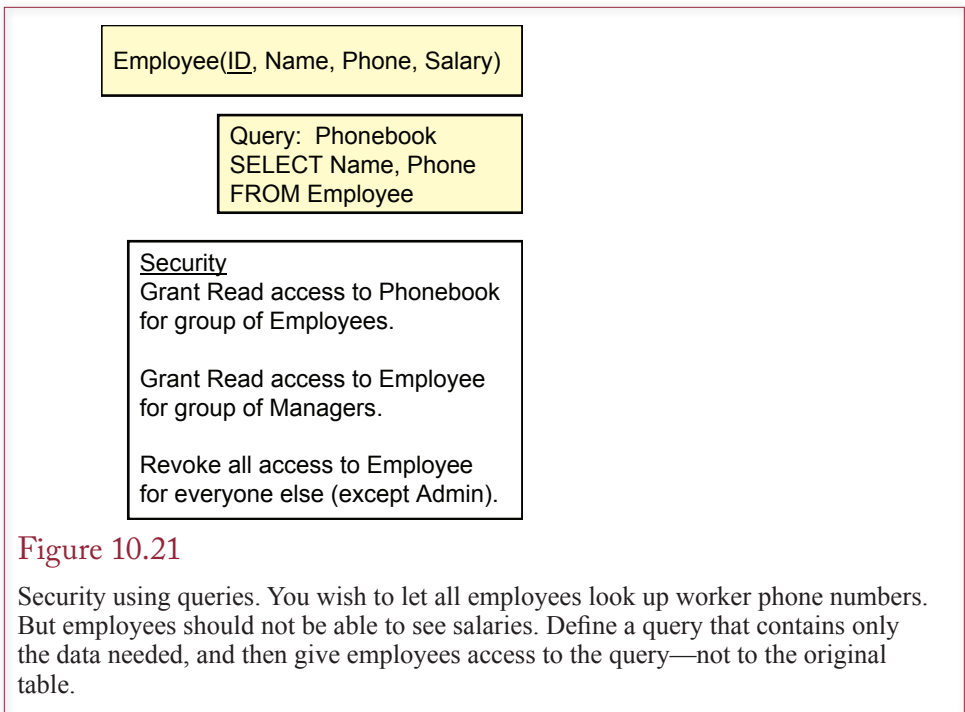 Employee(ID, Name, Phone, Salary)
Query: Phonebook
SELECT Name, Phone
FROM Employee
Security
Grant Read access to Phonebook
for group of Employees.
Grant Read access to Employee
for group of Managers.
Revoke all access to Employee
for everyone else (except Admin).
Figure 10.21
Security using queries. You wish to let all employees look up worker phone numbers.
But employees should not be able to see salaries. Define a query that contains only
the data needed, and then give employees access to the query—not to the original
table.